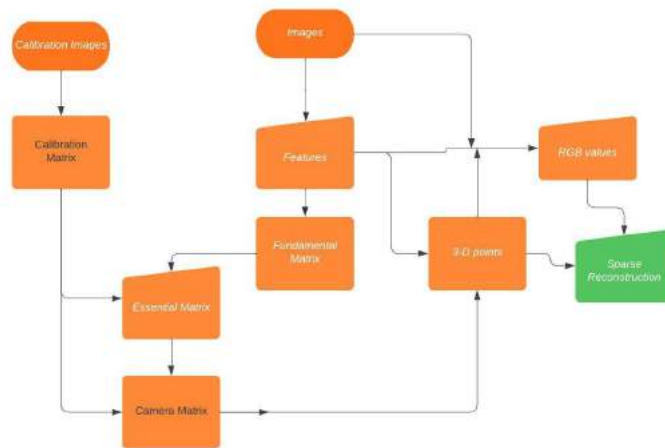 Images
Calibration Images
Calibration
Matrix
Features
RGB values
Fundamental
Matrix
3-D points
Sparse
Reconstruction
Essential Matrix
Camera Matrix